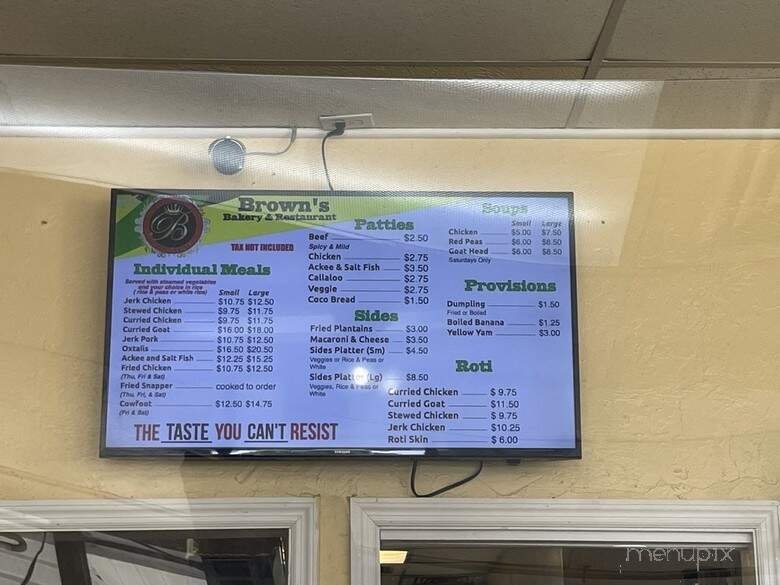 B
Brown's
Bakery & Restaurant
TAX NOT INCLUDED
Individual Meals
Served with steamed vegetables
and your choice in rice
(rice & peas or white rice)
Small Large
Jerk Chicken $10.75 $12.50
Stewed Chicken $9.75 $11.75
Curried Chicken $9.75 $11.75
Curried Goat $16.00 $18.00
Jerk Pork $10.75 $12.50
Oxtails $16.50 $20.50
Ackee and Salt Fish $12.25 $15.25
Fried Chicken $10.75 $12.50
(Thu, Fri & Sat)
Fried Snapper cooked to order
(Thu, Fri, & Sat)
Cowfoot $12.50 $14.75
(Fri & Sat)
Patties
Beef $2.50
Spicy & Mild
Chicken $2.75
Ackee & Salt Fish $3.50
Callaloo $2.75
Veggie $2.75
Coco Bread $1.50
Sides
Fried Plantains $3.00
Macaroni & Cheese $3.50
Sides Platter (Sm) $4.50
Veggies or Rice & Peas or
White
Sides Platter (Lg) $8.50
Veggies, Rice & Peas or
White
Soups
Small Large
Chicken $5.00 $7.50
Red Peas $6.00 $8.50
Goat Head $6.00 $8.50
Saturdays Only
Provisions
Dumpling $1.50
Fried or Boiled
Boiled Banana $1.25
Yellow Yam $3.00
Roti
Curried Chicken $ 9.75
Curried Goat $11.50
Stewed Chicken $ 9.75
Jerk Chicken $10.25
Roti Skin $ 6.00
THE TASTE YOU CAN'T RESIST
SAMSUNG
menupix